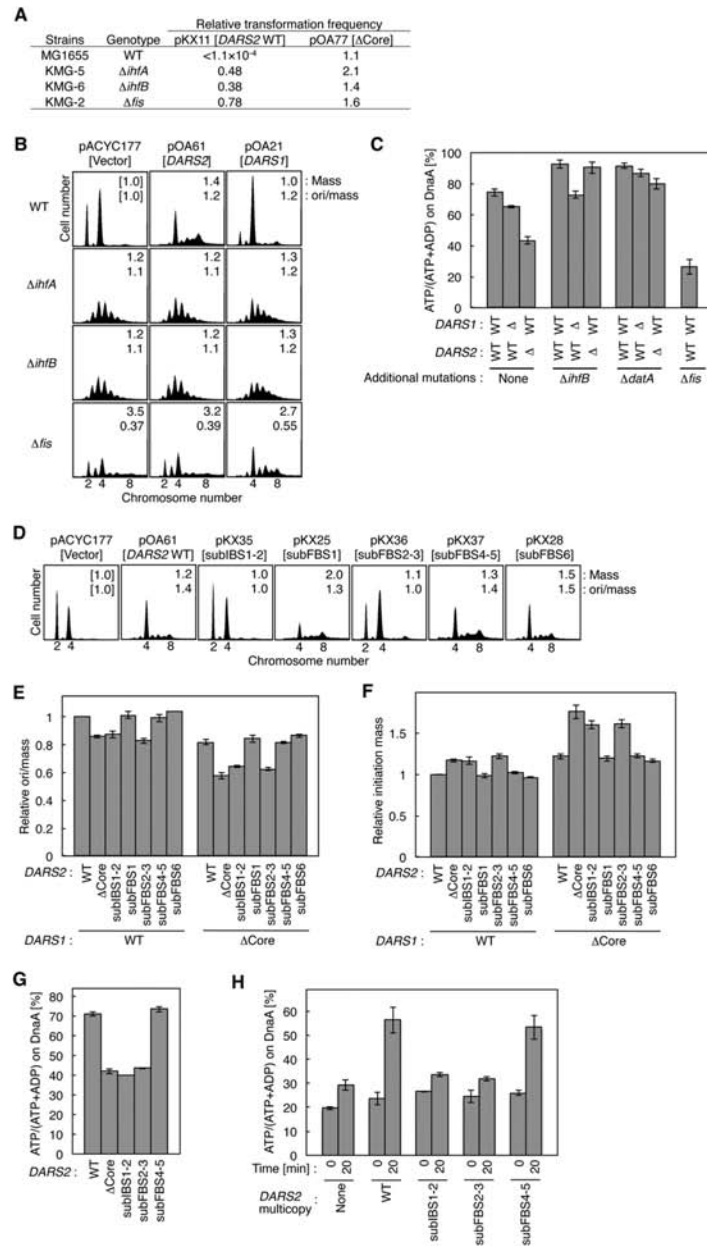 A
Relative transformation frequency
Strains Genotype pKX11 [DARS2 WT] pOA77 [ΔCore]
MG1655 WT <1.1×10⁻⁴ 1.1
KMG-5 ΔihfA 0.48 2.1
KMG-6 ΔihfB 0.38 1.4
KMG-2 Δfis 0.78 1.6
B
pACYC177 pOA61 pOA21
[Vector] [DARS2] [DARS1]
Cell number
WT
[1.0] 1.4 1.0 : Mass
[1.0] 1.2 1.2 : ori/mass
ΔihfA
1.2 1.2 1.3
1.1 1.1 1.2
ΔihfB
1.2 1.2 1.3
1.1 1.1 1.2
Δfis
3.5 3.2 2.7
0.37 0.39 0.55
2 4 8 2 4 8 4 8
Chromosome number
C
ATP/(ATP+ADP) on DnaA [%]
100
80
60
40
20
0
DARS1 : WT Δ WT WT Δ WT WT Δ WT WT
DARS2 : WT WT Δ WT WT Δ WT WT Δ WT
Additional mutations : None ΔihfB ΔdatA Δfis
D
pACYC177 pOA61 pKX35 pKX25 pKX36 pKX37 pKX28
[Vector] [DARS2 WT] [subIBS1-2] [subFBS1] [subFBS2-3] [subFBS4-5] [subFBS6]
Cell number
[1.0] 1.2 1.0 2.0 1.1 1.3 1.5 : Mass
[1.0] 1.4 1.0 1.3 1.0 1.4 1.5 : ori/mass
2 4 4 8 2 4 4 8 2 4 4 8 4 8
Chromosome number
E
Relative ori/mass
1
0.8
0.6
0.4
0.2
0
DARS2 : WT ΔCore subIBS1-2 subFBS1 subFBS2-3 subFBS4-5 subFBS6 WT ΔCore subIBS1-2 subFBS1 subFBS2-3 subFBS4-5 subFBS6
DARS1 : WT ΔCore
F
Relative initiation mass
1.5
1
0.5
0
DARS2 : WT ΔCore subIBS1-2 subFBS1 subFBS2-3 subFBS4-5 subFBS6 WT ΔCore subIBS1-2 subFBS1 subFBS2-3 subFBS4-5 subFBS6
DARS1 : WT ΔCore
G
ATP/(ATP+ADP) on DnaA [%]
80
70
60
50
40
30
20
10
0
DARS2 : WT ΔCore subIBS1-2 subFBS2-3 subFBS4-5
H
ATP/(ATP+ADP) on DnaA [%]
60
50
40
30
20
10
0
Time [min] : 0 20 0 20 0 20 0 20 0 20
DARS2 : None WT subIBS1-2 subFBS2-3 subFBS4-5
multicopy